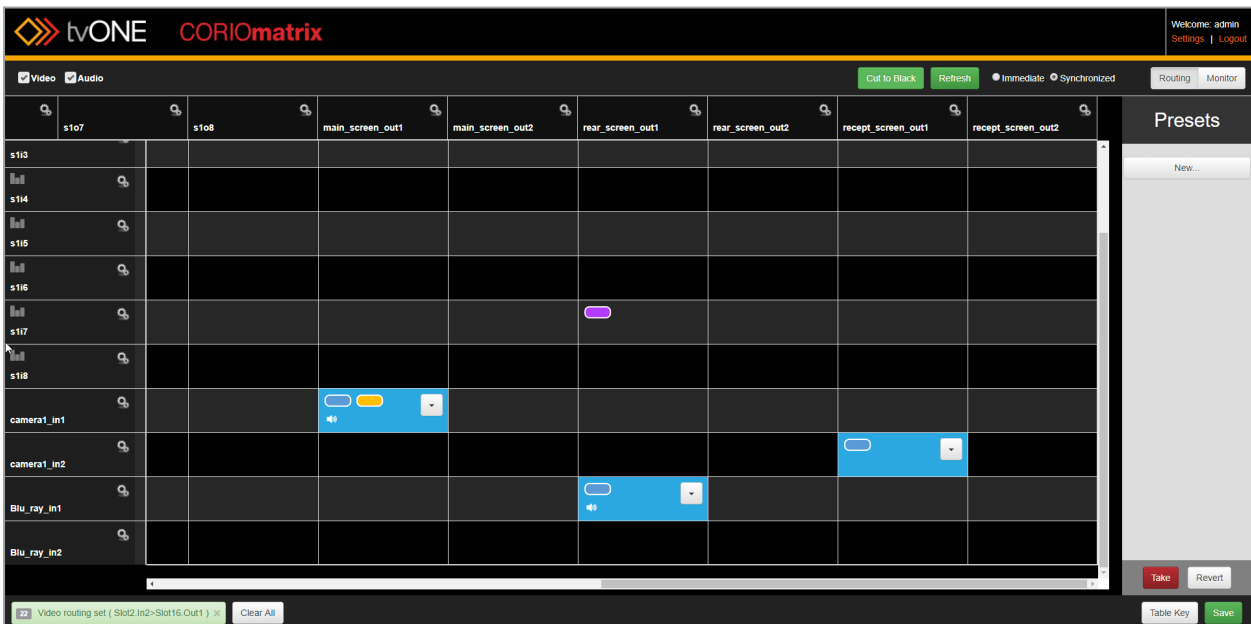 tvONE CORIOmatrix
Welcome: admin
Settings | Logout
Video Audio Cut to Black Refresh Immediate Synchronized Routing Monitor
s1o7 s1o8 main_screen_out1 main_screen_out2 rear_screen_out1 rear_screen_out2 recept_screen_out1 recept_screen_out2 Presets
s1i3
New...
s1i4
s1i5
s1i6
s1i7
s1i8
camera1_in1
camera1_in2
Blu_ray_in1
Blu_ray_in2
Take Revert
22 Video routing set ( Slot2.In2>Slot16.Out1 ) × Clear All Table Key Save